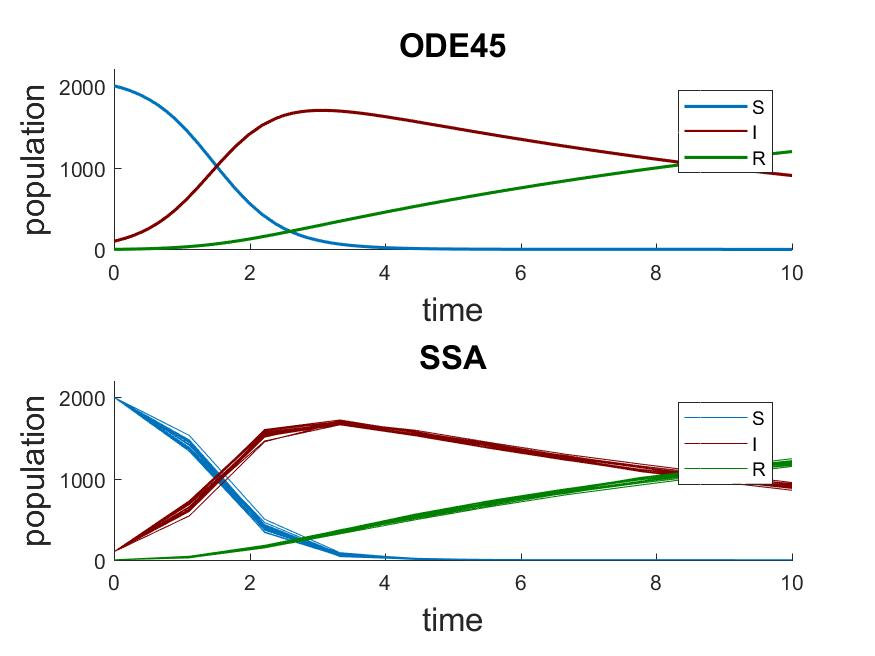 ODE45
population
2000
1000
0
S
I
R
0 2 4 6 8 10
time
SSA
population
2000
1000
0
S
I
R
0 2 4 6 8 10
time